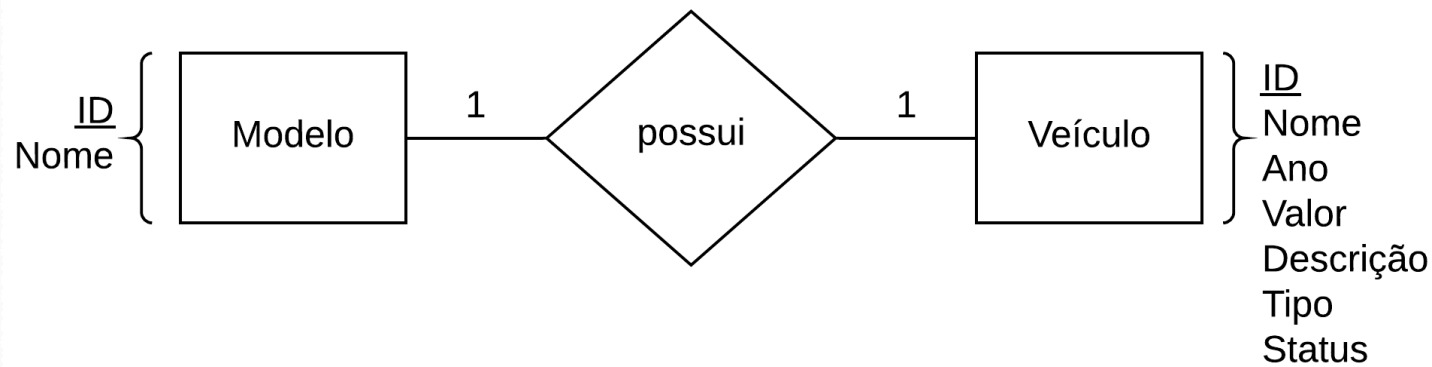 ID
Nome
Modelo
1
possui
1
Veículo
ID
Nome
Ano
Valor
Descrição
Tipo
Status